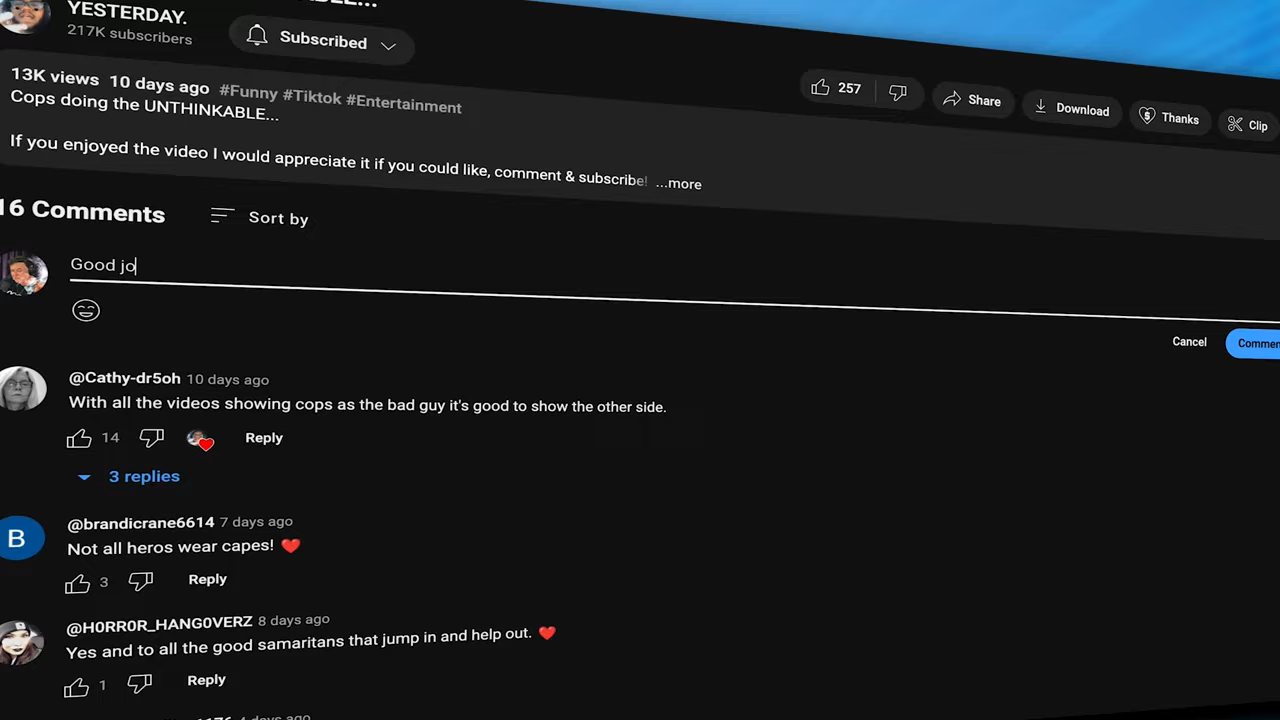 YESTERDAY.
217K subscribers
Subscribed
257
Share
Download
Thanks
Clip
13K views 10 days ago #Funny #Tiktok #Entertainment
Cops doing the UNTHINKABLE...
If you enjoyed the video I would appreciate it if you could like, comment & subscribe! ...more
16 Comments
Sort by
Good jo
Cancel
Commen
@Cathy-dr5oh 10 days ago
With all the videos showing cops as the bad guy it's good to show the other side.
14
Reply
3 replies
B
@brandicrane6614 7 days ago
Not all heros wear capes! ❤️
3
Reply
@H0RR0R_HANG0VERZ 8 days ago
Yes and to all the good samaritans that jump in and help out. ❤️
1
Reply
4 days ago